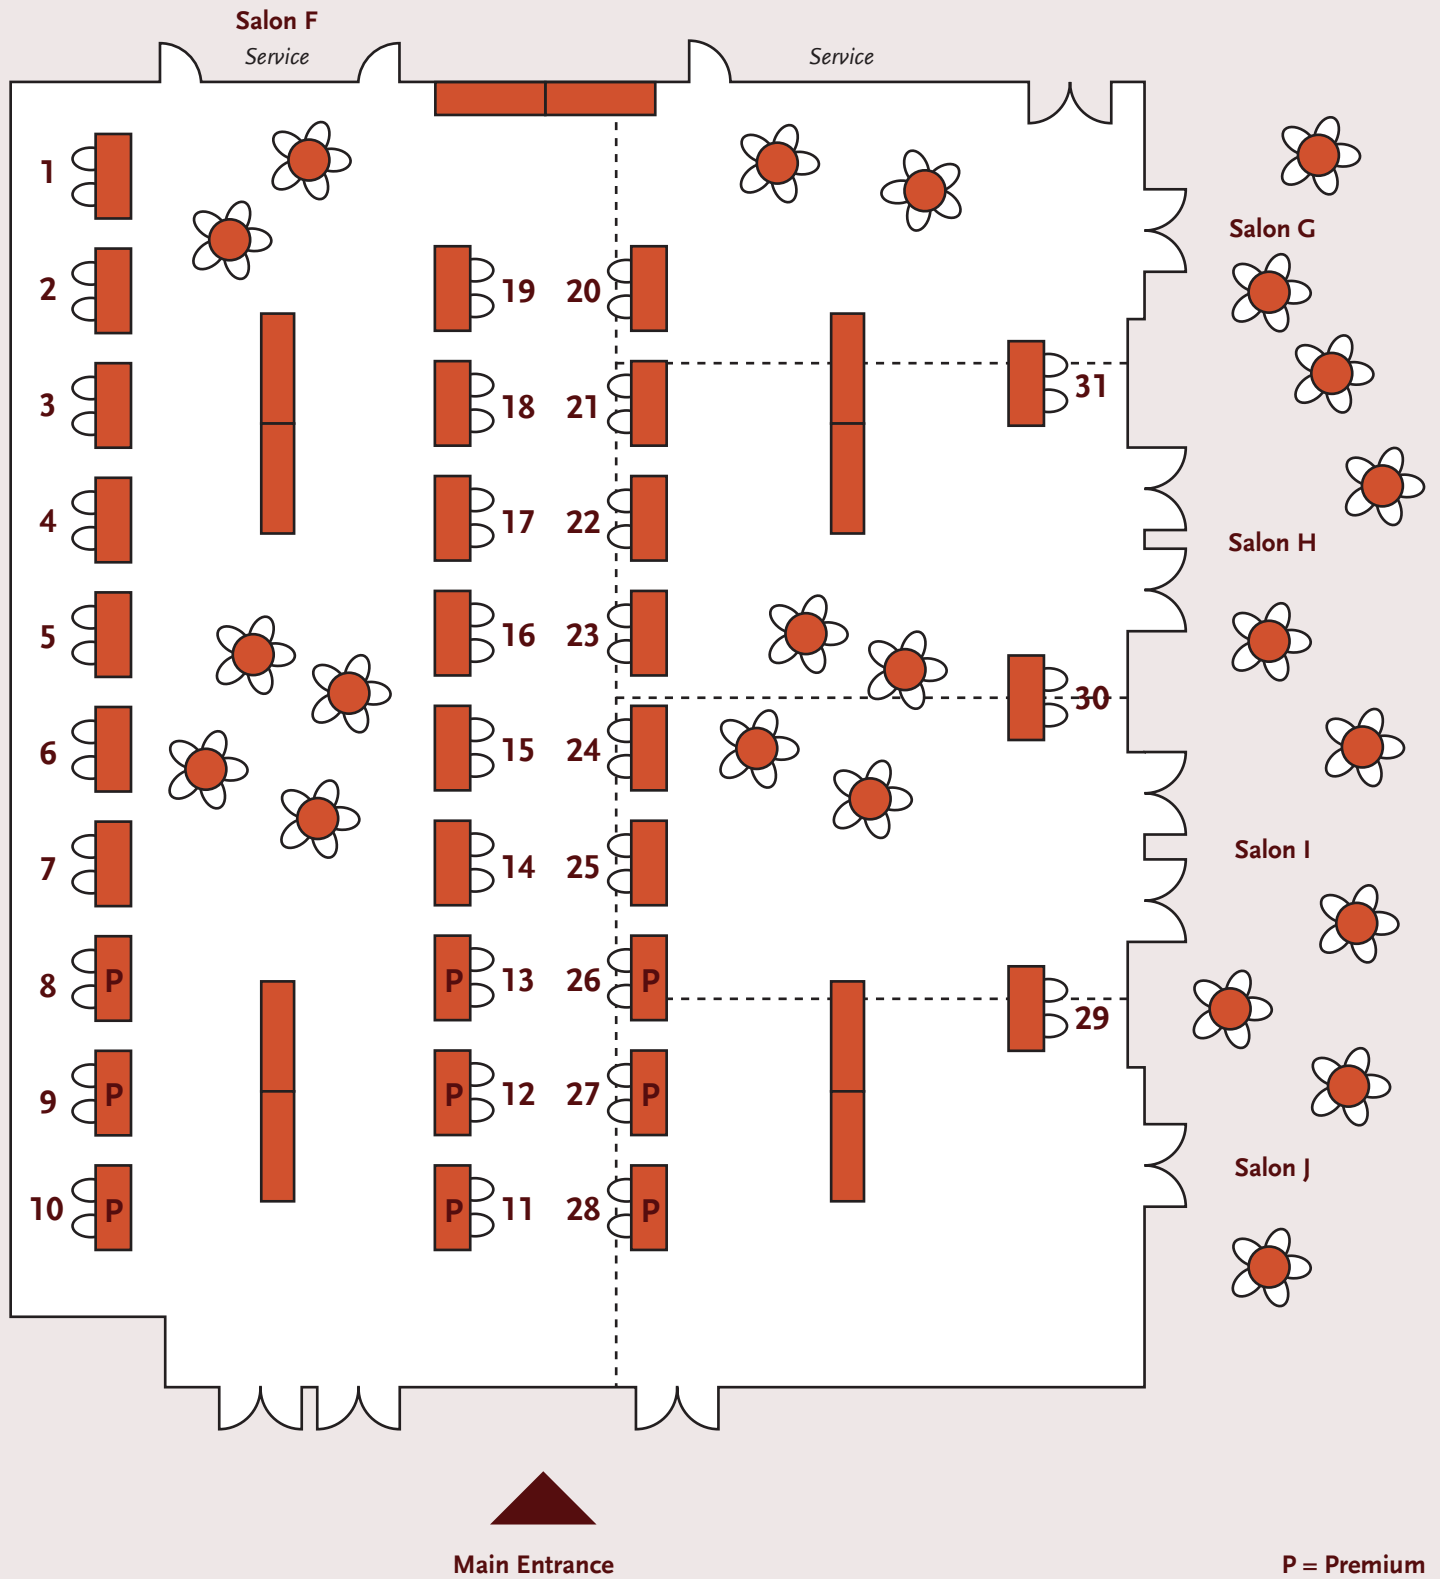 Salon F
Service Service
1
Salon G
2 19 20
31
3 18 21
4 17 22
Salon H
5 16 23
30
6 15 24
Salon I
7 14 25
8 P P 13 26 P
29
9 P P 12 27 P
Salon J
10 P P 11 28 P
Main Entrance P = Premium